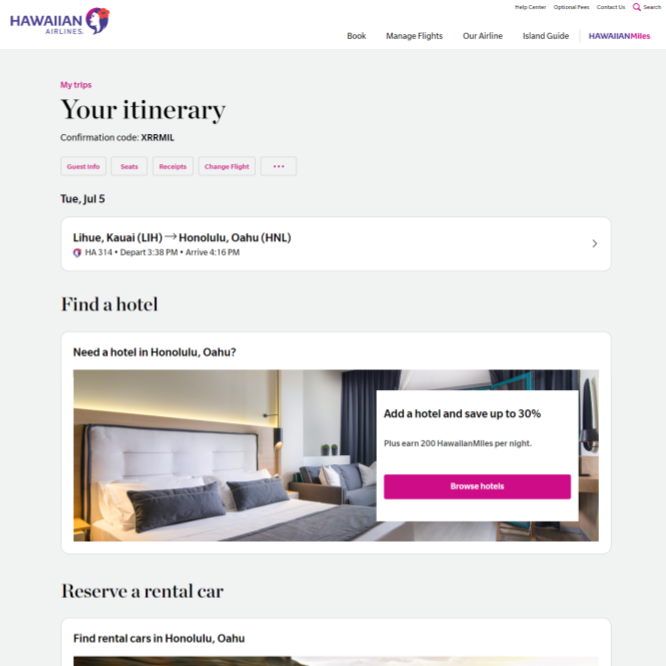 Help Center Optional Fees Contact Us Search
HAWAIIAN
AIRLINES.
Book Manage Flights Our Airline Island Guide HAWAIIANMiles
My trips
Your itinerary
Confirmation code: XRRMIL
Guest Info Seats Receipts Change Flight •••
Tue, Jul 5
Lihue, Kauai (LIH) → Honolulu, Oahu (HNL)
HA 314 • Depart 3:38 PM • Arrive 4:16 PM
Find a hotel
Need a hotel in Honolulu, Oahu?
Add a hotel and save up to 30%
Plus earn 200 HawaiianMiles per night.
Browse hotels
Reserve a rental car
Find rental cars in Honolulu, Oahu